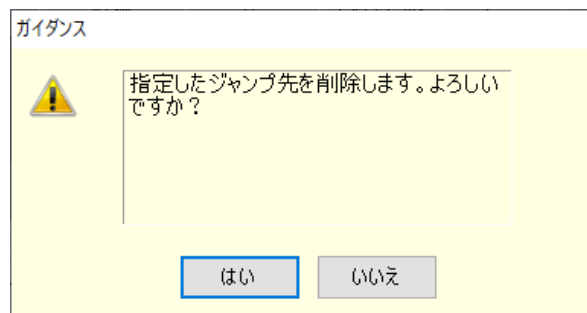 ガイダンス
指定したジャンプ先を削除します。よろしい
ですか？
はい
いいえ